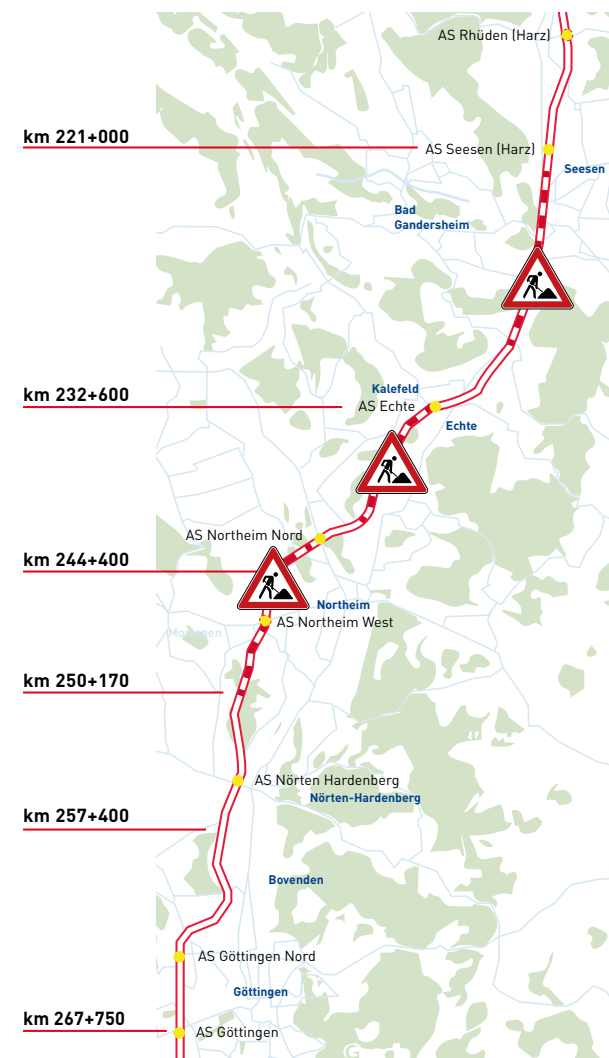 AS Rhüden (Harz)
km 221+000
AS Seesen (Harz)
Seesen
Bad
Gandersheim
Kalefeld
km 232+600
AS Echte
Echte
AS Northeim Nord
km 244+400
Northeim
AS Northeim West
Moringen
km 250+170
AS Nörten Hardenberg
Nörten-Hardenberg
km 257+400
Bovenden
AS Göttingen Nord
Göttingen
km 267+750
AS Göttingen